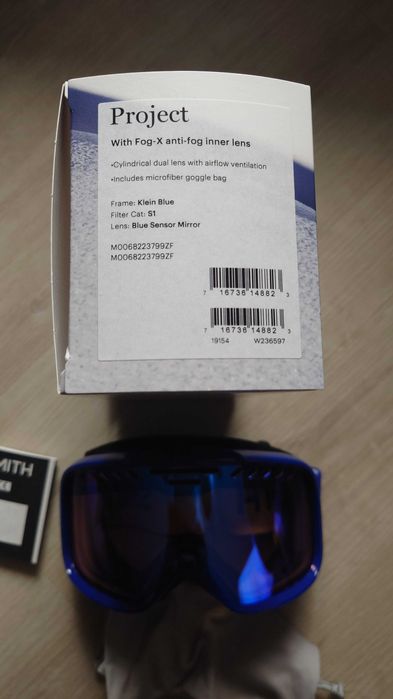 Project
With Fog-X anti-fog inner lens
•Cylindrical dual lens with airflow ventilation
•Includes microfiber goggle bag
Frame: Klein Blue
Filter Cat: S1
Lens: Blue Sensor Mirror
M0068223799ZF
M0068223799ZF
7 16736 14882 3
7 16736 14882 3
19154 W236597
MITH